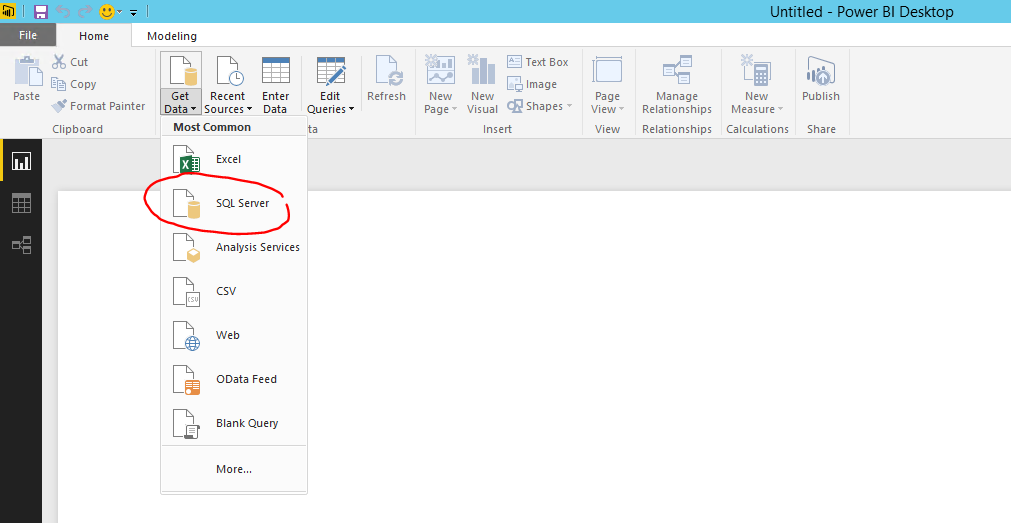 Untitled - Power BI Desktop
File Home Modeling
Paste
Cut
Copy
Format Painter
Clipboard
Get Data
Recent Sources
Enter Data
Edit Queries
Refresh
ta
New Page
New Visual
Text Box
Image
Shapes
Insert
Page View
View
Manage Relationships
Relationships
New Measure
Calculations
Publish
Share
Most Common
Excel
SQL Server
Analysis Services
CSV
CSV
Web
OData Feed
Blank Query
More...